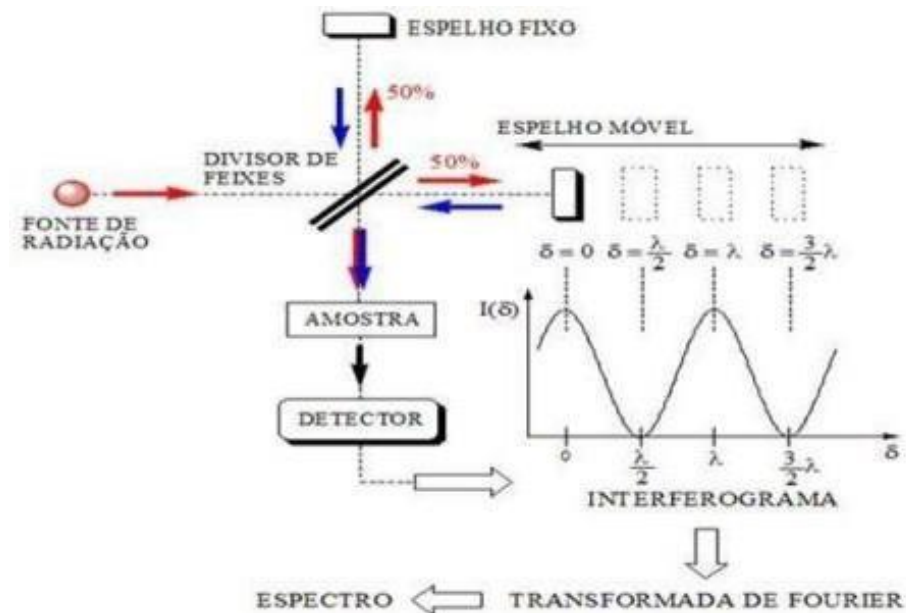 ESPELHO FIXO
50%
ESPELHO MÓVEL
DIVISOR DE
FEIXES
50%
FONTE DE
RADIAÇÃO
δ = 0 δ = λ/2 δ = λ δ = 3/2 λ
I(δ)
AMOSTRA
DETECTOR
0 λ/2 λ 3/2 λ δ
INTERFEROGRAMA
ESPECTRO TRANSFORMADA DE FOURIER